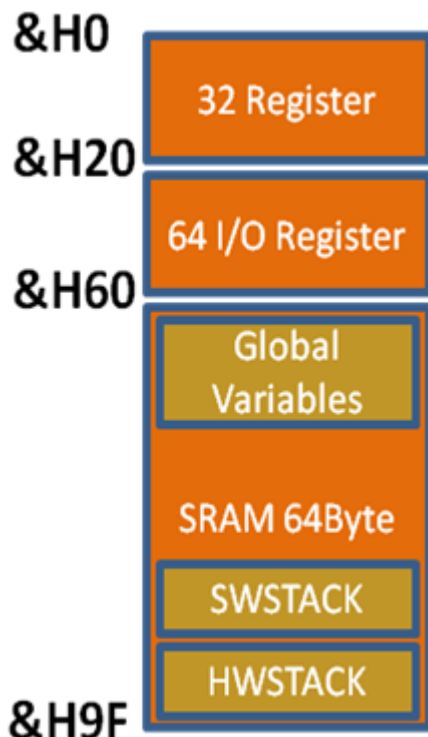 &H0
32 Register
&H20
64 I/O Register
&H60
Global
Variables
SRAM 64Byte
SWSTACK
HWSTACK
&H9F